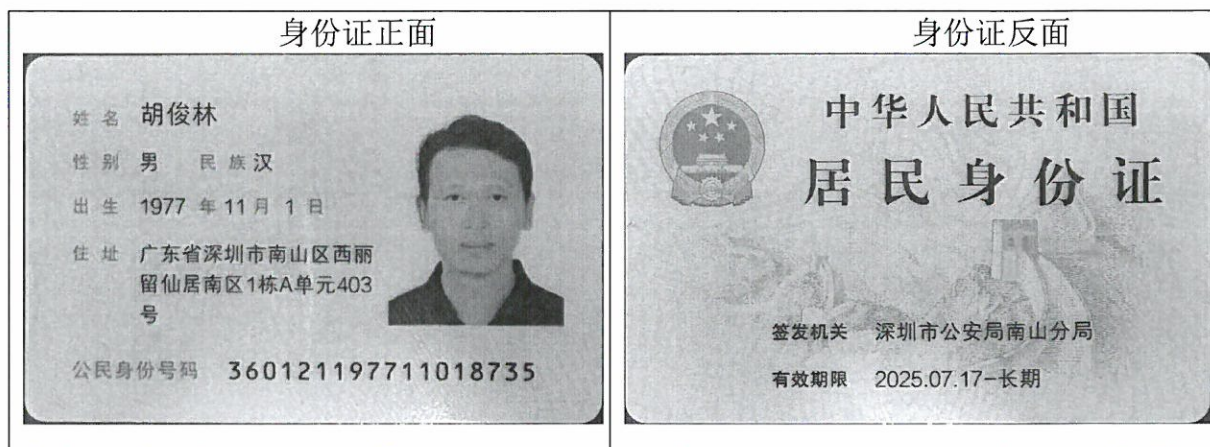 身份证正面
姓名 胡俊林
性别 男 民族 汉
出生 1977 年 11 月 1 日
住址 广东省深圳市南山区西丽
留仙居南区1栋A单元403
号
公民身份号码 360121197711018735
身份证反面
中华人民共和国
居民身份证
签发机关 深圳市公安局南山分局
有效期限 2025.07.17-长期